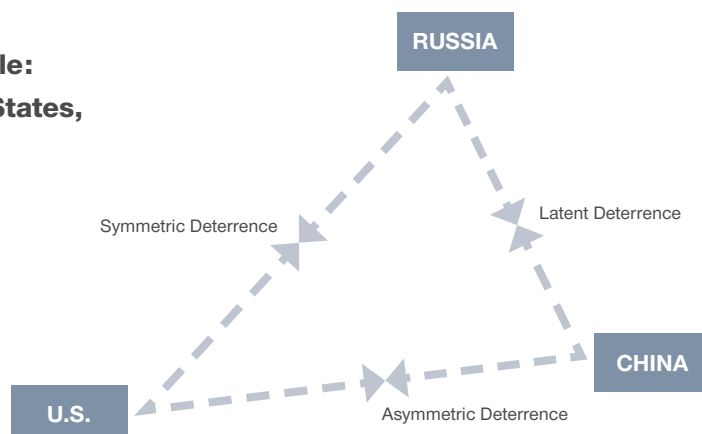 le:
States,
RUSSIA
Symmetric Deterrence
Latent Deterrence
CHINA
U.S.
Asymmetric Deterrence